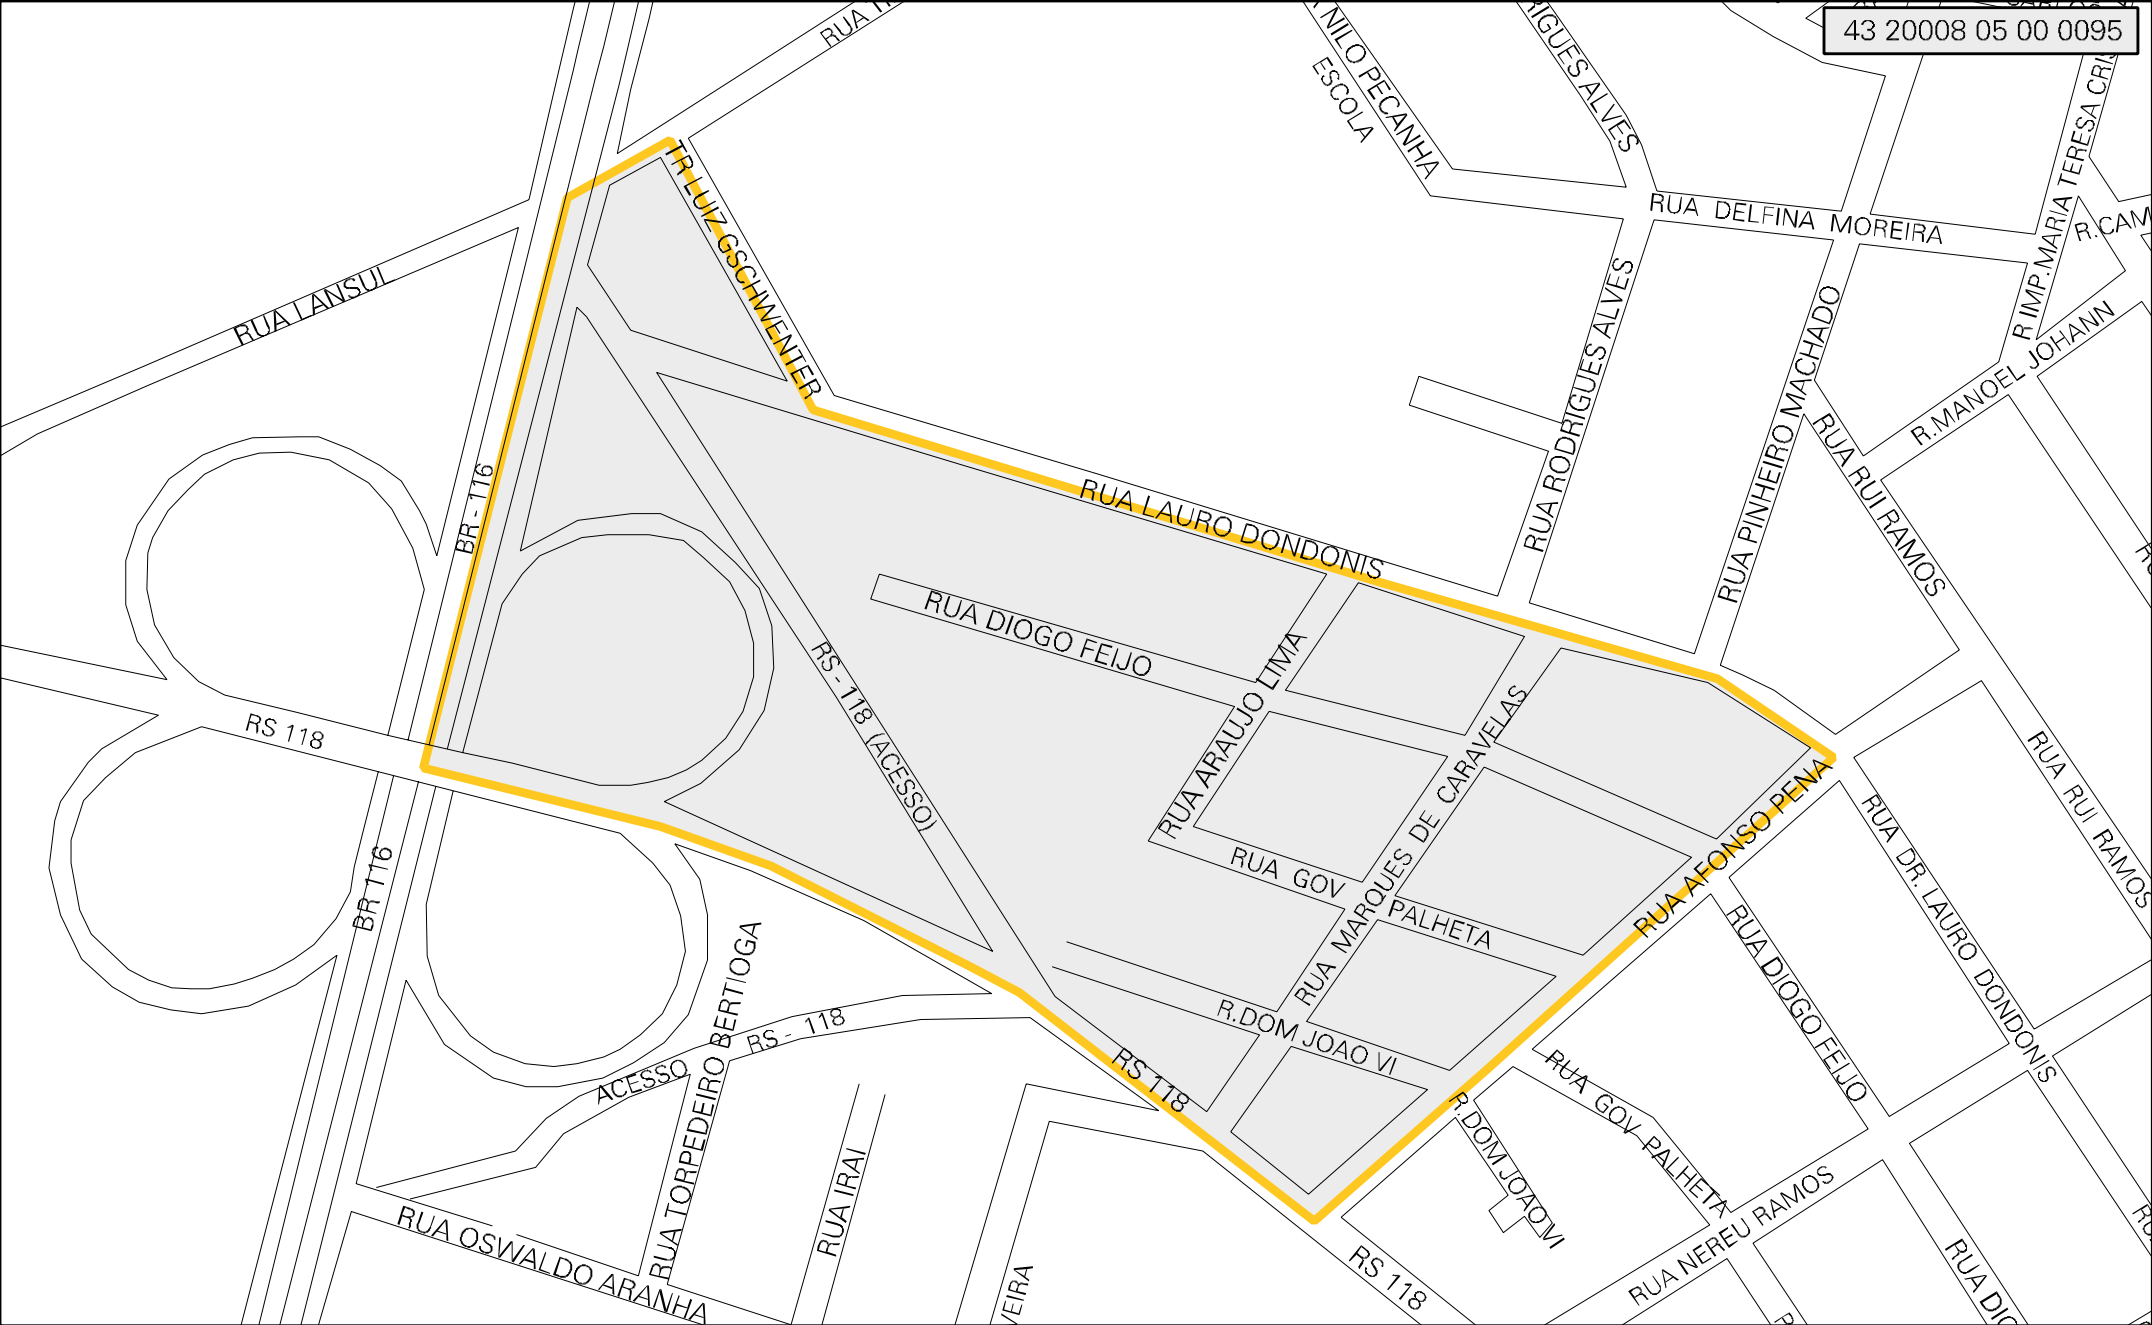 43 20008 05 00 0095
NILO PECANHA
ESCOLA
RIGUES ALVES
R IMP.MARIA TERESA CRIS
RUA DELFINA MOREIRA
R.CAM
TR LUIZ GSCHWENTER
RUA LANSUL
RUA RODRIGUES ALVES
RUA PINHEIRO MACHADO
R.MANOEL JOHANN
RUA RUI RAMOS
BR - 116
RUA LAURO DONDONIS
RUA DIOGO FEIJO
RS - 118 (ACESSO)
RUA ARAUJO LIMA
RUA MARQUES DE CARAVELAS
RS 118
RUA AFONSO PENA
RUA RUI RAMOS
RUA DR. LAURO DONDONIS
RUA GOV PALHETA
BR 116
RUA DIOGO FEIJO
RUA TORPEDEIRO BERTIOGA
ACESSO RS - 118
R.DOM JOAO VI
RS 118
RUA GOV PALHETA
R.DOM JOAO VI
RUA IRAI
RUA NEREU RAMOS
RUA OSWALDO ARANHA
VEIRA
RS 118
RUA DIO